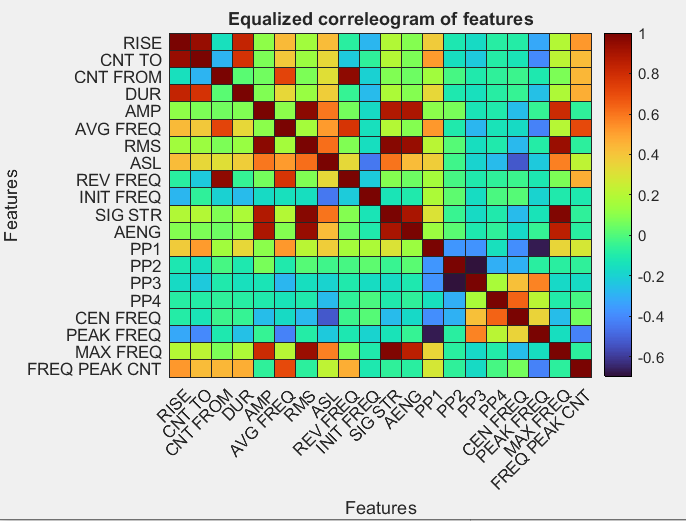 Equalized correleogram of features
RISE
CNT TO
CNT FROM
DUR
AMP
AVG FREQ
RMS
ASL
REV FREQ
INIT FREQ
SIG STR
AENG
PP1
PP2
PP3
PP4
CEN FREQ
PEAK FREQ
MAX FREQ
FREQ PEAK CNT
Features
RISE
CNT TO
CNT FROM
DUR
AMP
AVG FREQ
RMS
ASL
REV FREQ
INIT FREQ
SIG STR
AENG
PP1
PP2
PP3
PP4
CEN FREQ
PEAK FREQ
MAX FREQ
FREQ PEAK CNT
Features
1
0.8
0.6
0.4
0.2
0
-0.2
-0.4
-0.6